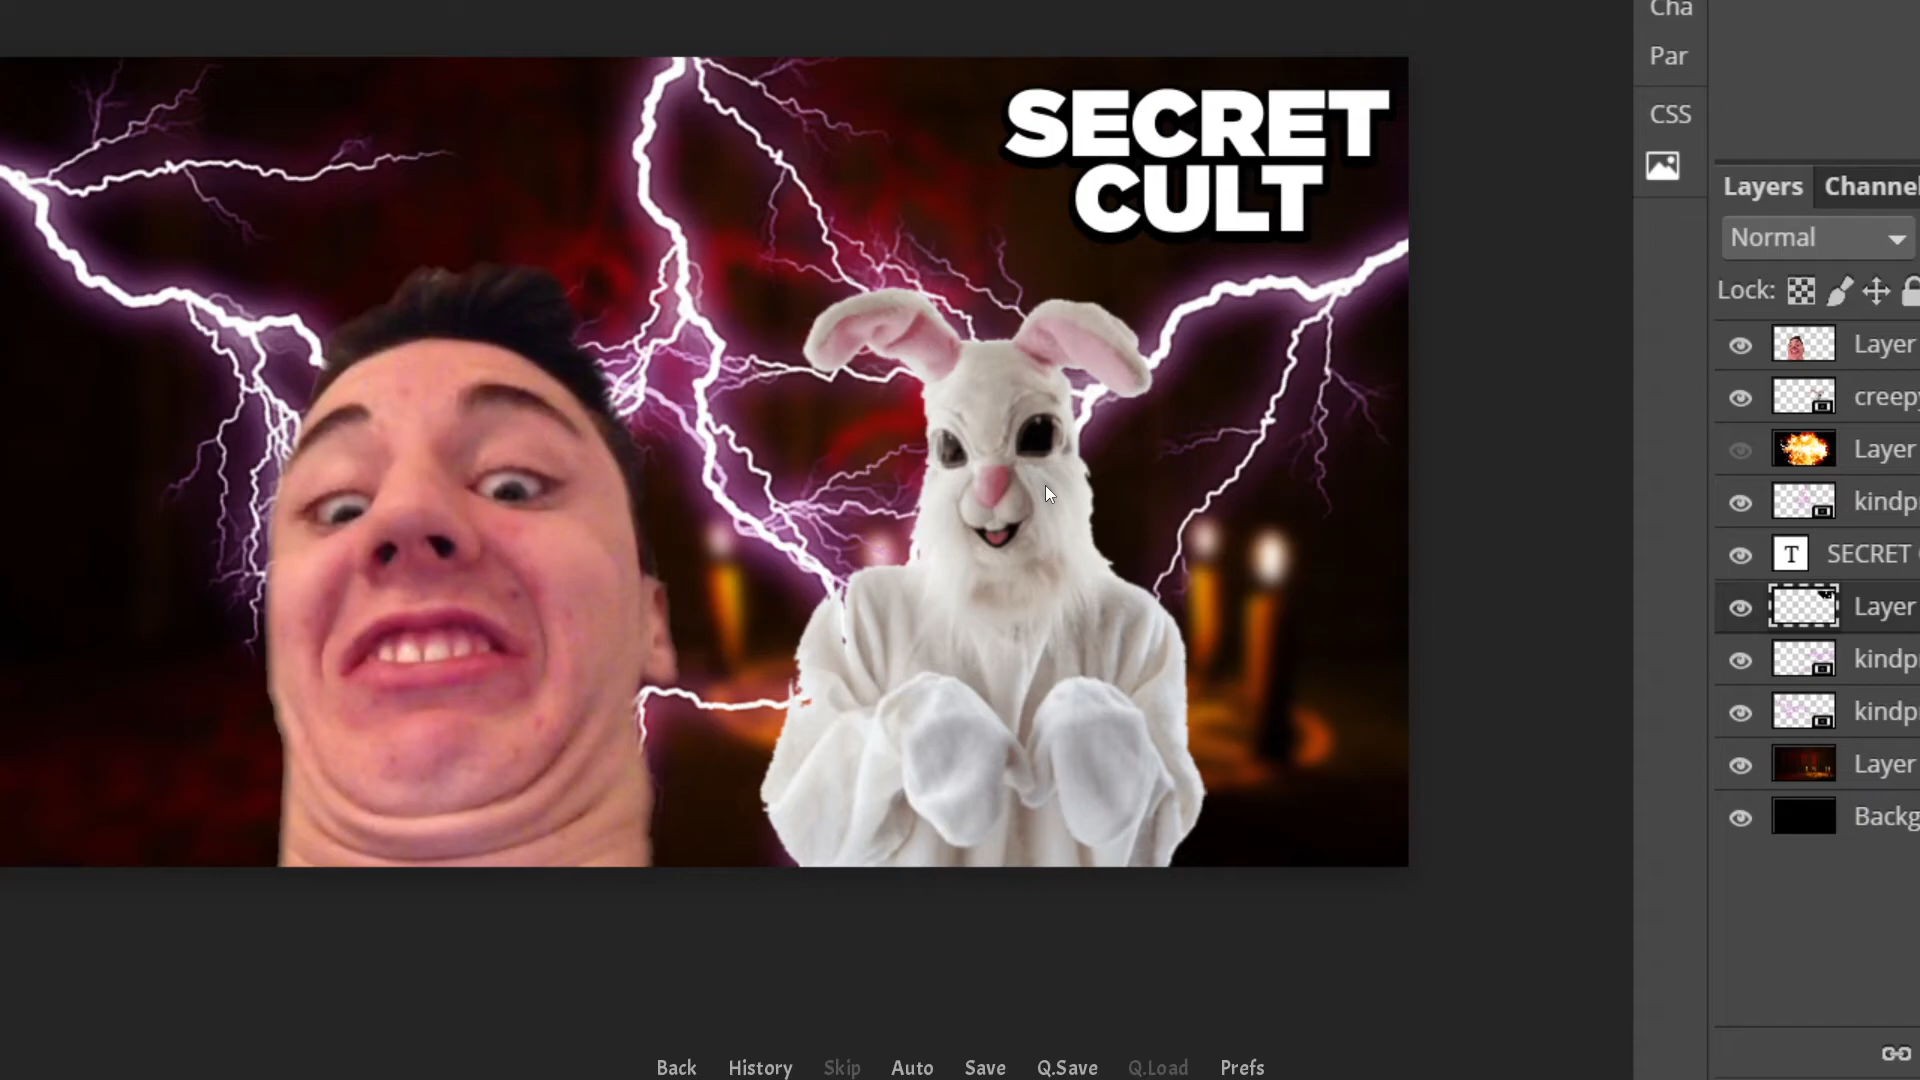 Cha
Par
CSS
SECRET
CULT
Layers Channel
Normal
Lock:
Layer
creepy
Layer
kindp
T SECRET
Layer
kindp
kindp
Layer
Backg
Back History Skip Auto Save Q.Save Q.Load Prefs